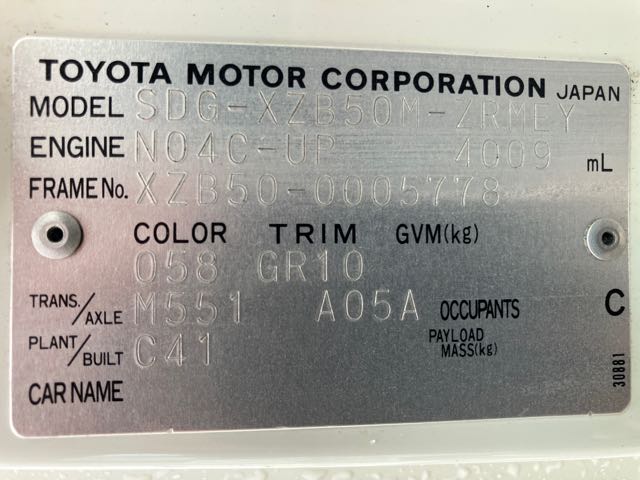 TOYOTA MOTOR CORPORATION JAPAN
MODEL SDG-XZB50M-ZRMEY
ENGINE N04C-UP 4009 mL
FRAME No. XZB50-0005778
COLOR TRIM GVM(kg)
058 GR10
TRANS./AXLE M551 A05A OCCUPANTS C
PLANT/BUILT C41 PAYLOAD MASS(kg)
CAR NAME
30881